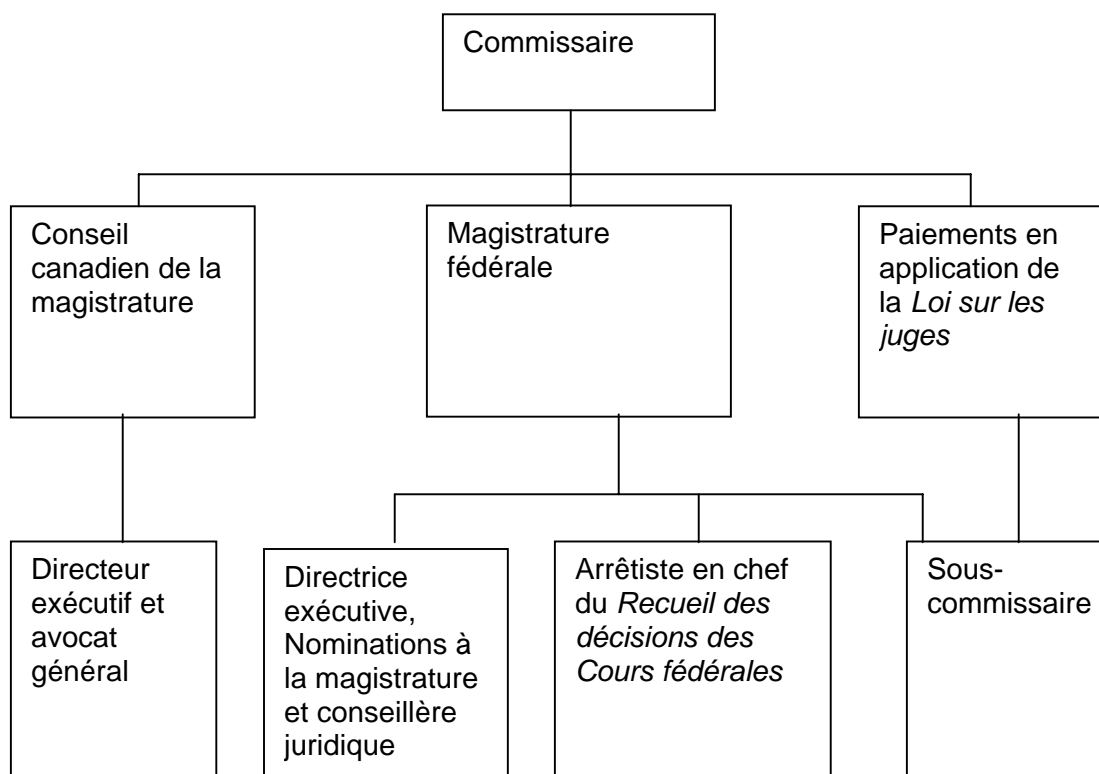 Commissaire
Conseil
canadien de la
magistrature
Magistrature
fédérale
Paiements en
application de
la Loi sur les
juges
Directeur
exécutif et
avocat
général
Directrice
exécutive,
Nominations à
la magistrature
et conseillère
juridique
Arrêtiste en chef
du Recueil des
décisions des
Cours fédérales
Sous-
commissaire